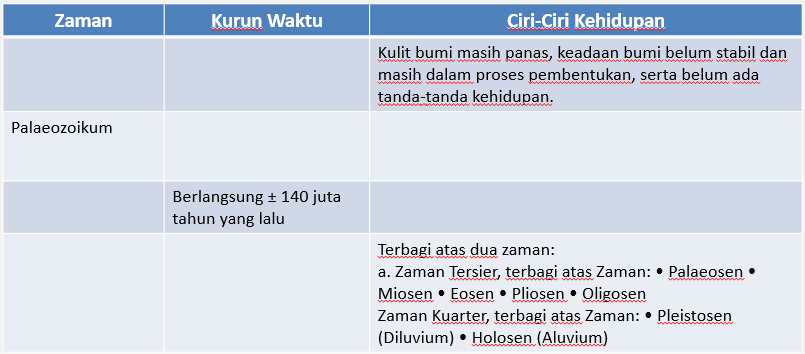 Zaman Kurun Waktu Ciri-Ciri Kehidupan
Kulit bumi masih panas, keadaan bumi belum stabil dan
masih dalam proses pembentukan, serta belum ada
tanda-tanda kehidupan.
Palaeozoikum
Berlangsung ± 140 juta
tahun yang lalu
Terbagi atas dua zaman:
a. Zaman Tersier, terbagi atas Zaman: • Palaeosen •
Miosen • Eosen • Pliosen • Oligosen
Zaman Kuarter, terbagi atas Zaman: • Pleistosen
(Diluvium) • Holosen (Aluvium)